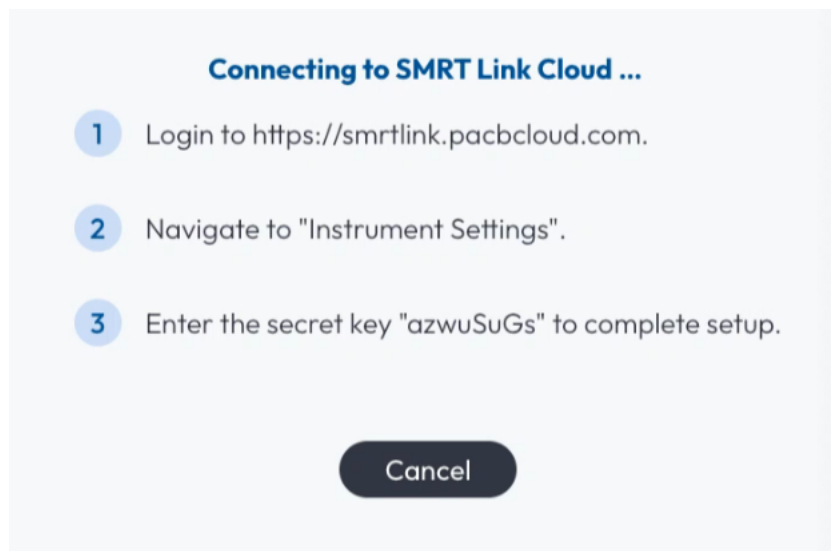 Connecting to SMRT Link Cloud ...
1 Login to https://smrtlink.pacbcloud.com.
2 Navigate to "Instrument Settings".
3 Enter the secret key "azwuSuGs" to complete setup.
Cancel